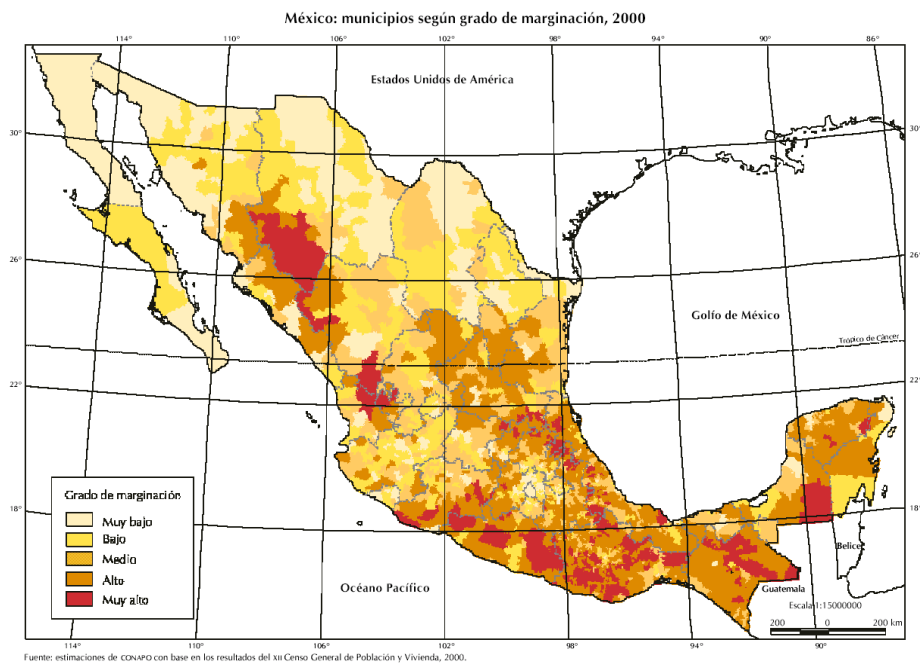 México: municipios según grado de marginación, 2000
114° 110° 106° 102° 98° 94° 90° 86°
Estados Unidos de América
30° 30°
26° 26°
Golfo de México
Trópico de Cáncer
22° 22°
Grado de marginación
Muy bajo
Bajo
Medio
Alto
Muy alto
18° 18°
Belice
Océano Pacífico
Guatemala
Escala 1:15000000
200 0 200 km
114° 110° 106° 102° 98° 94° 90°
Fuente: estimaciones de CONAPO con base en los resultados del XII Censo General de Población y Vivienda, 2000.